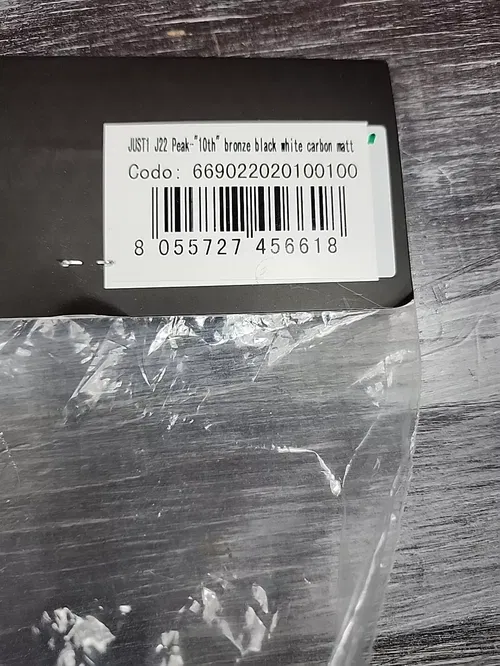 JUST1 J22 Peak-"10th" bronze black white carbon matt
Codo: 669022020100100
8 055727 456618